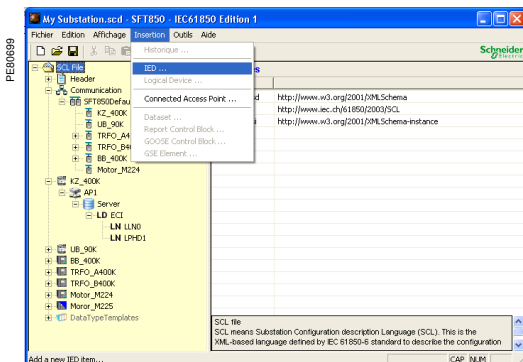 PE80699
My Substation.scd - SFT850 - IEC61850 Edition 1
Fichier Edition Affichage Insertion Outils Aide
Schneider
Electric
Historique ...
IED ...
Logical Device ...
Connected Access Point ...
Dataset ...
Report Control Block ...
GOOSE Control Block ...
GSE Element ...
SCL File
Header
Communication
SFT850Defau
KZ_400K
UB_90K
TRFO_A4
TRFO_B4
BB_400K
Motor_M224
KZ_400K
AP1
Server
LD ECI
LN LLN0
LN LPHD1
UB_90K
BB_400K
TRFO_A400K
TRFO_B400K
Motor_M224
Moror_M225
DataTypeTemplates
http://www.w3.org/2001/XMLSchema
http://www.iec.ch/61850/2003/SCL
http://www.w3.org/2001/XMLSchema-instance
SCL file
SCL means Substation Configuration description Language (SCL). This is the
XML-based language defined by IEC 61850-6 standard to describe the configuration
Add a new IED item...
CAP NUM